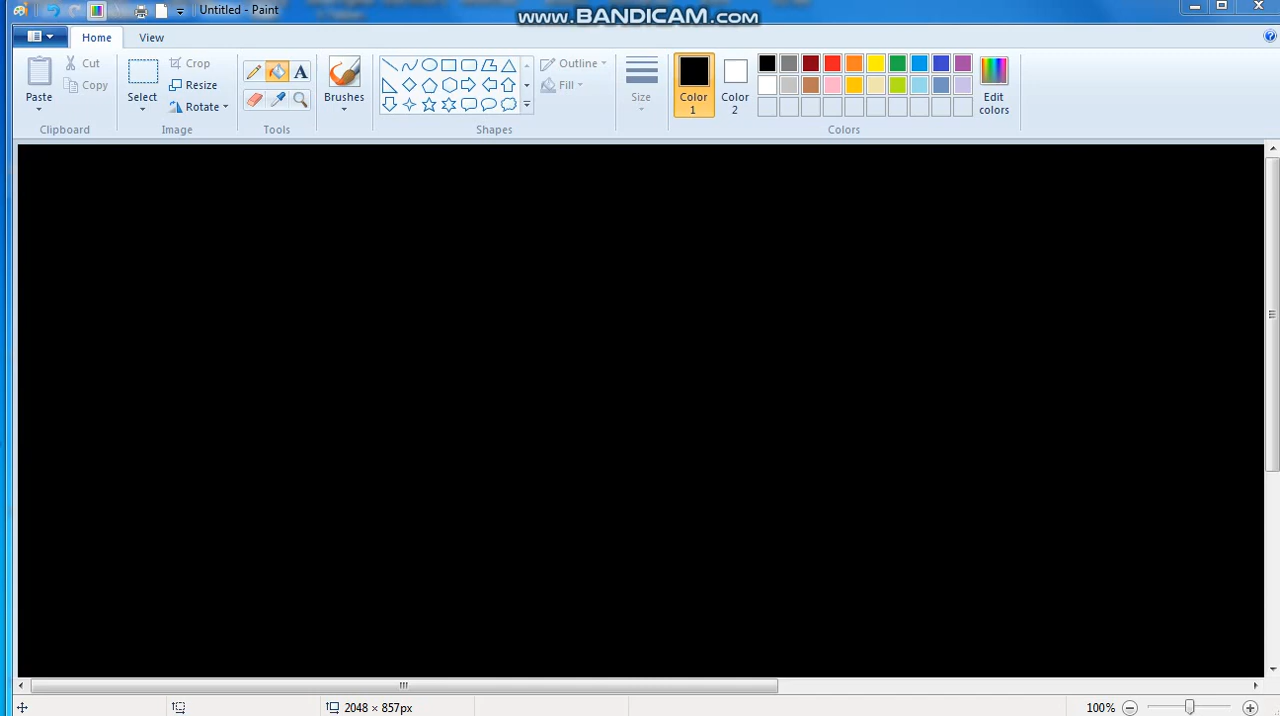 Untitled - Paint
www.BANDICAM.com
Home
View
Paste
Cut
Copy
Clipboard
Select
Crop
Resize
Rotate
Image
A
Tools
Brushes
Shapes
Outline
Fill
Size
Color
1
Color
2
Edit
colors
Colors
2048 × 857px
100%